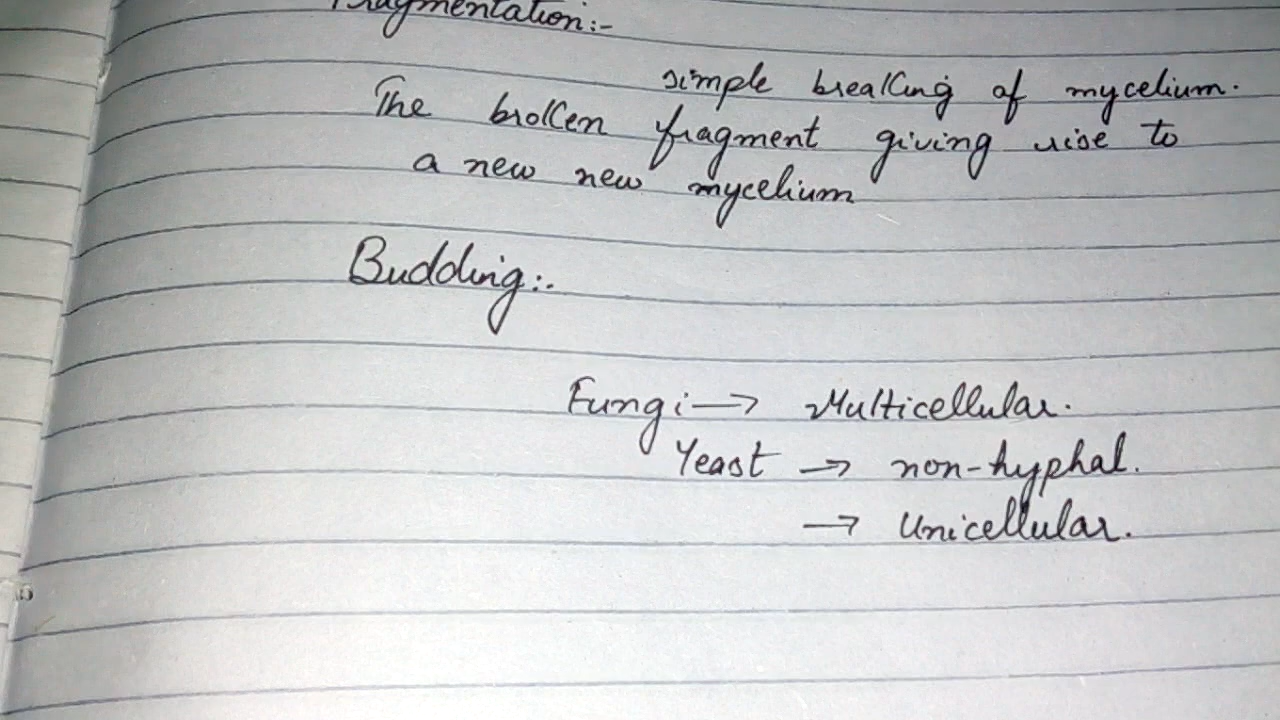 Fragmentation:-
simple breaking of mycelium.
The broken fragment giving rise to
a new new mycelium
Budding:-
Fungi → Multicellular.
Yeast → non-hyphal.
→ Unicellular.